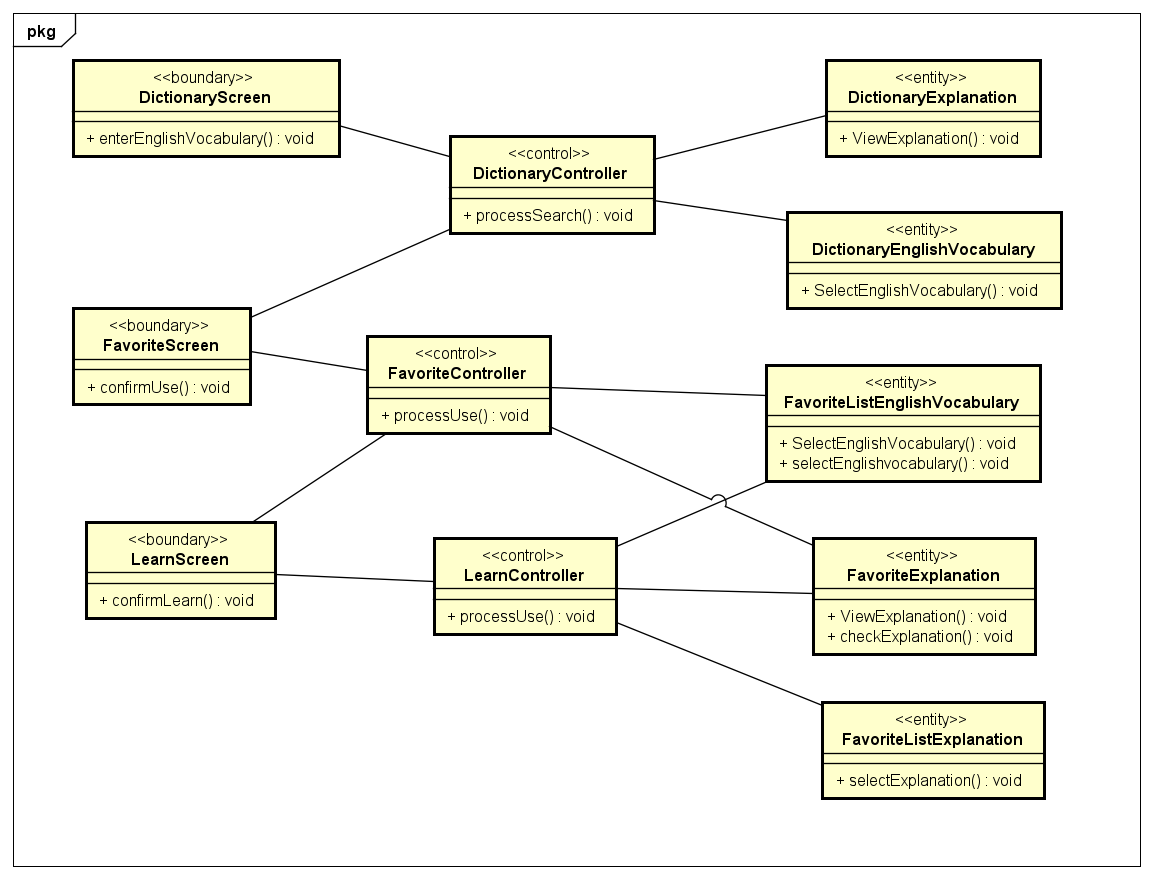 pkg
<<boundary>>
DictionaryScreen
+ enterEnglishVocabulary() : void
<<control>>
DictionaryController
+ processSearch() : void
<<entity>>
DictionaryExplanation
+ ViewExplanation() : void
<<entity>>
DictionaryEnglishVocabulary
+ SelectEnglishVocabulary() : void
<<boundary>>
FavoriteScreen
+ confirmUse() : void
<<control>>
FavoriteController
+ processUse() : void
<<entity>>
FavoriteListEnglishVocabulary
+ SelectEnglishVocabulary() : void
+ selectEnglishvocabulary() : void
<<boundary>>
LearnScreen
+ confirmLearn() : void
<<control>>
LearnController
+ processUse() : void
<<entity>>
FavoriteExplanation
+ ViewExplanation() : void
+ checkExplanation() : void
<<entity>>
FavoriteListExplanation
+ selectExplanation() : void